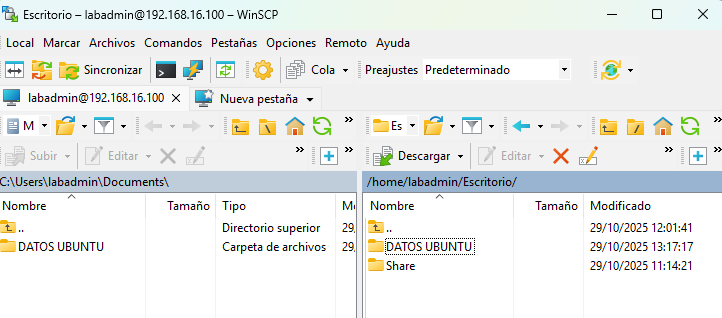 Escritorio – labadmin@192.168.16.100 – WinSCP
Local Marcar Archivos Comandos Pestañas Opciones Remoto Ayuda
Sincronizar Cola Preajustes Predeterminado
labadmin@192.168.16.100 Nueva pestaña
M Es
Subir Editar Descargar Editar
C:\Users\labadmin\Documents\ /home/labadmin/Escritorio/
Nombre Tamaño Tipo Mo Nombre Tamaño Modificado
.. Directorio superior 29/ .. 29/10/2025 12:01:41
DATOS UBUNTU Carpeta de archivos 29/ DATOS UBUNTU 29/10/2025 13:17:17
Share 29/10/2025 11:14:21